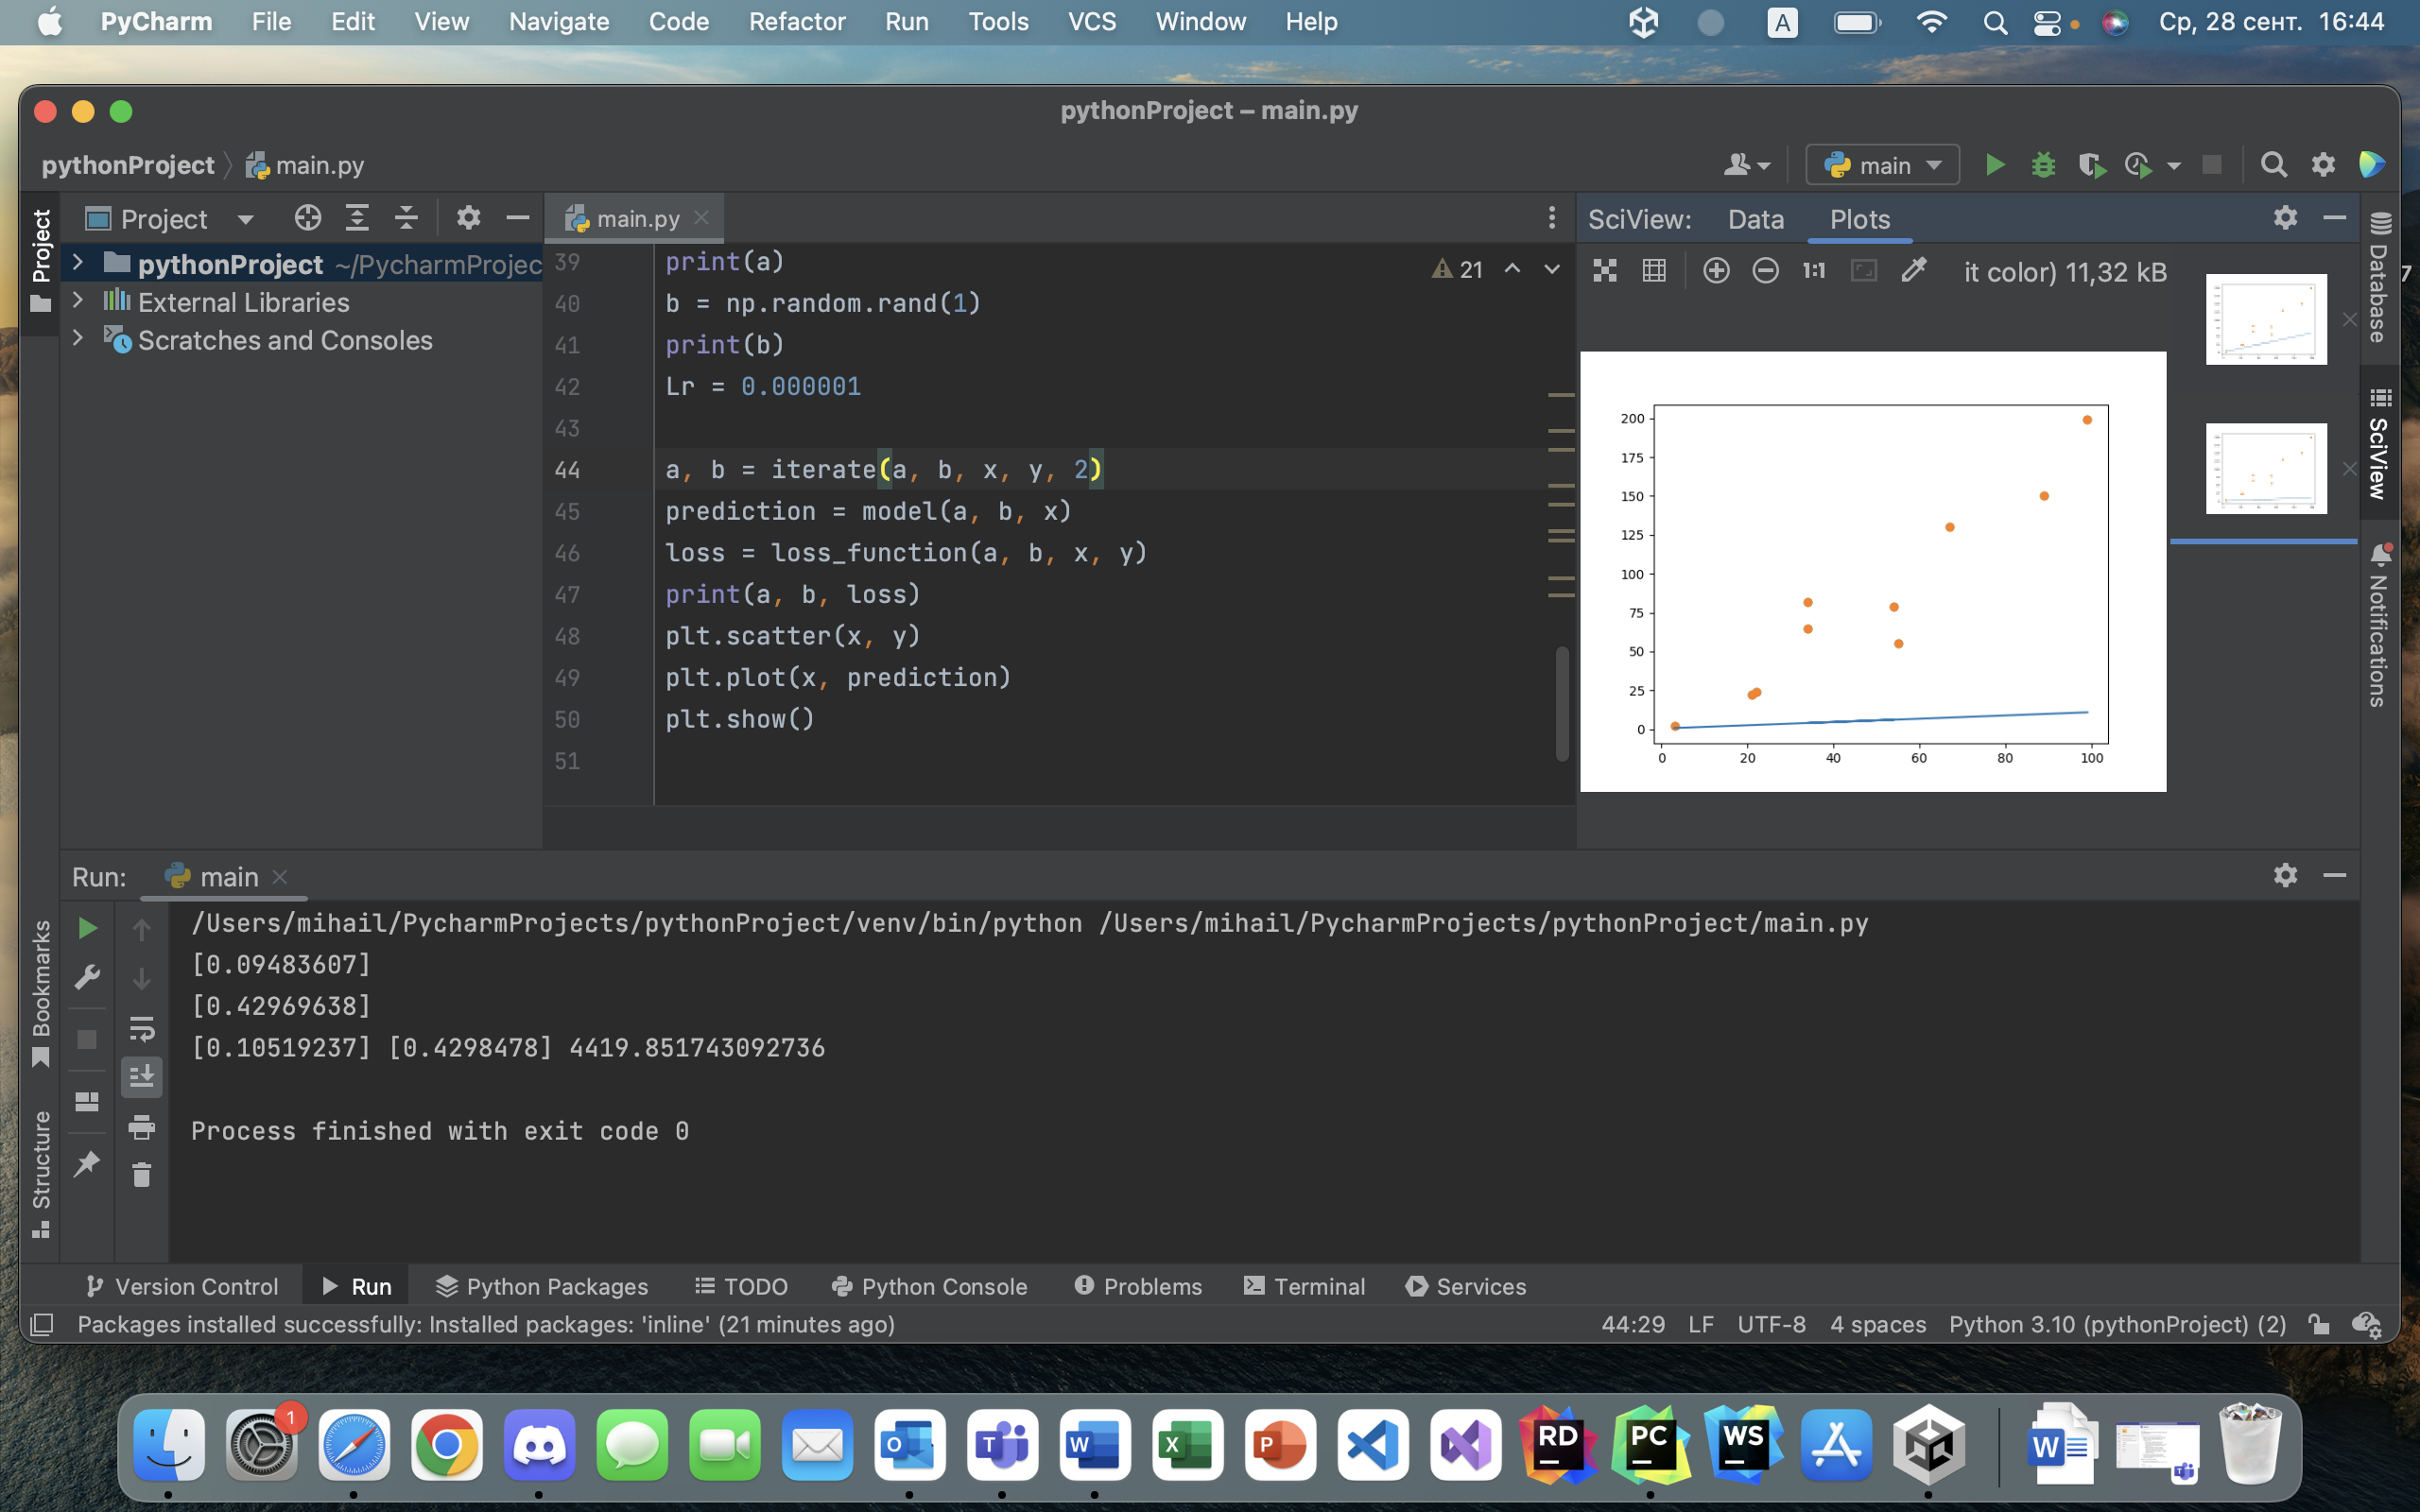 PyCharm File Edit View Navigate Code Refactor Run Tools VCS Window Help A Ср, 28 сент. 16:44
pythonProject – main.py
pythonProject main.py main
Project main.py SciView: Data Plots
Project
pythonProject ~/PycharmProjec
External Libraries
Scratches and Consoles
39 print(a)
40 b = np.random.rand(1)
41 print(b)
42 Lr = 0.000001
43
44 a, b = iterate(a, b, x, y, 2)
45 prediction = model(a, b, x)
46 loss = loss_function(a, b, x, y)
47 print(a, b, loss)
48 plt.scatter(x, y)
49 plt.plot(x, prediction)
50 plt.show()
51
21
1:1 it color) 11,32 kB
200
175
150
125
100
75
50
25
0
0 20 40 60 80 100
Database
SciView
Notifications
Run: main
/Users/mihail/PycharmProjects/pythonProject/venv/bin/python /Users/mihail/PycharmProjects/pythonProject/main.py
[0.09483607]
[0.42969638]
[0.10519237] [0.4298478] 4419.851743092736
Process finished with exit code 0
Bookmarks
Structure
Version Control Run Python Packages TODO Python Console Problems Terminal Services
Packages installed successfully: Installed packages: 'inline' (21 minutes ago) 44:29 LF UTF-8 4 spaces Python 3.10 (pythonProject) (2)
1 O T W X P RD PC WS W